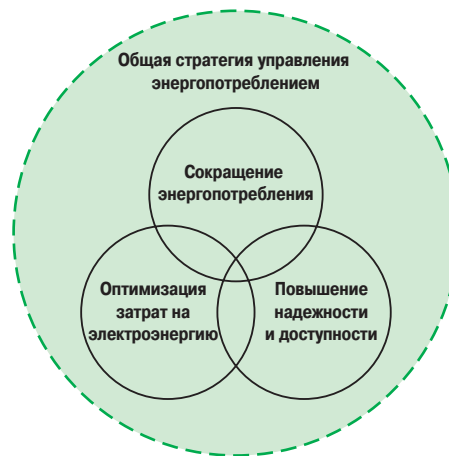 Общая стратегия управления
энергопотреблением
Сокращение
энергопотребления
Оптимизация
затрат на
электроэнергию
Повышение
надежности
и доступности